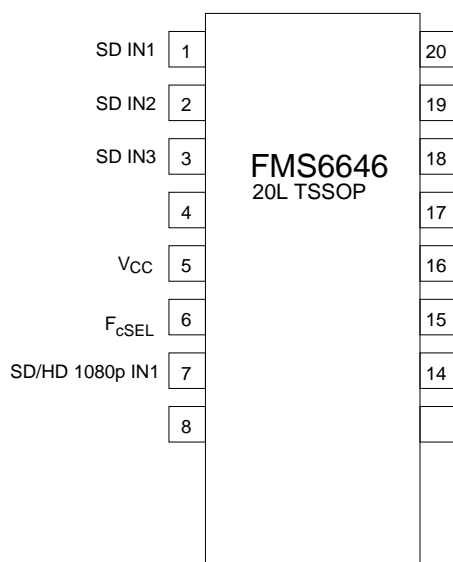 SD IN1 1 20
SD IN2 2 19
SD IN3 3 18
FMS6646
20L TSSOP
4 17
VCC 5 16
FcSEL 6 15
SD/HD 1080p IN1 7 14
8